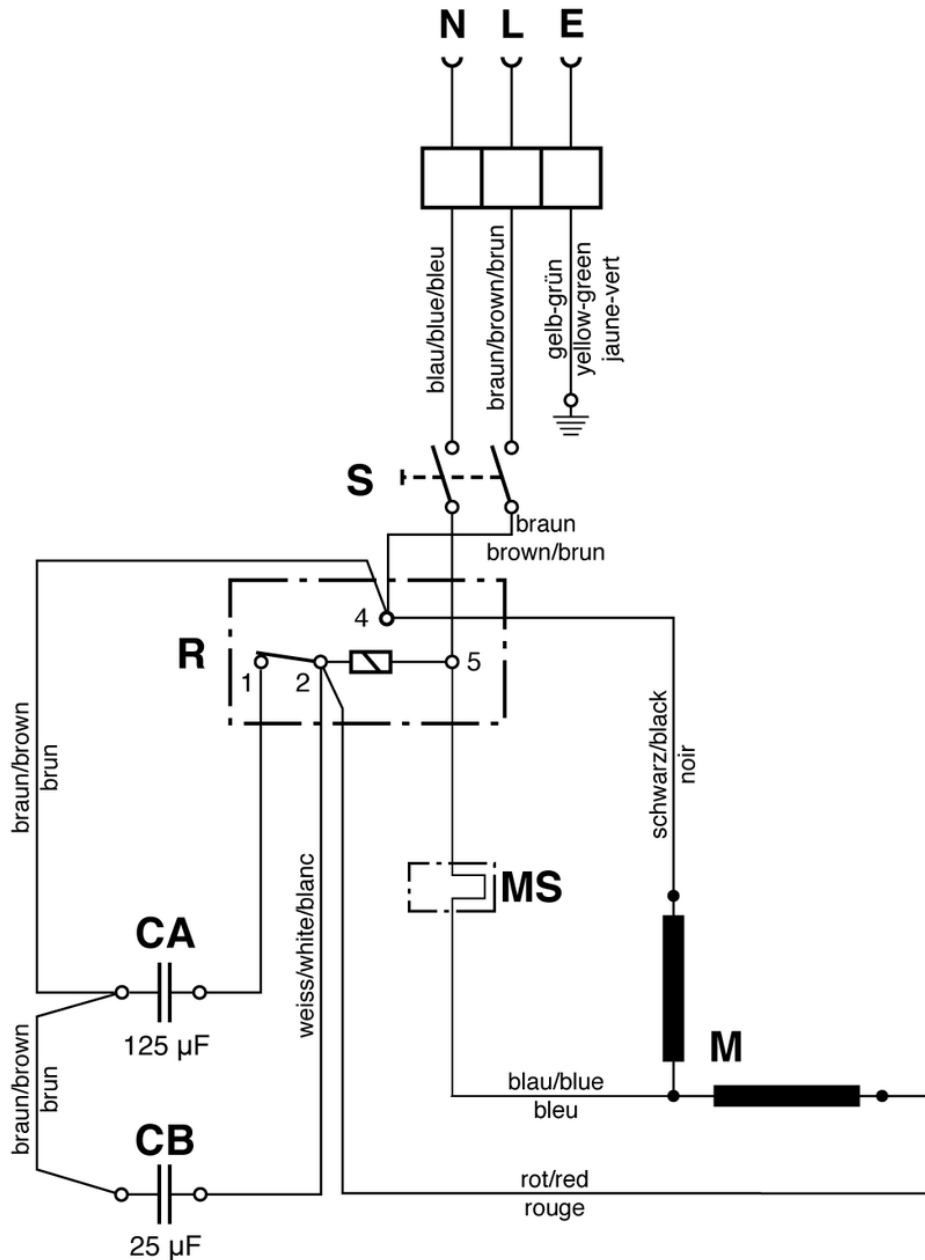 N L E
blau/blue/bleu
braun/brown/brun
gelb-grün
yellow-green
jaune-vert
S
braun
brown/brun
4
R
1
2
5
braun/brown
brun
schwarz/black
noir
weiss/white/blanc
MS
CA
125 µF
M
braun/brown
brun
blau/blue
bleu
CB
25 µF
rot/red
rouge